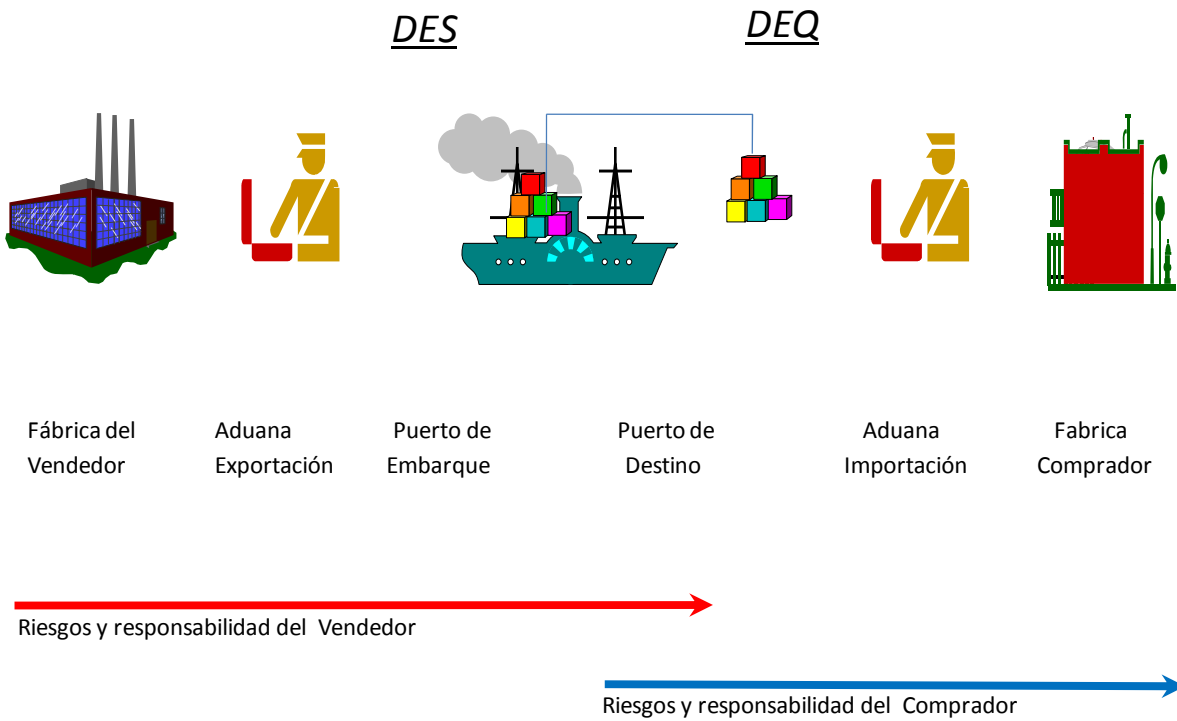 DES
DEQ
Fábrica del
Vendedor
Aduana
Exportación
Puerto de
Embarque
Puerto de
Destino
Aduana
Importación
Fabrica
Comprador
Riesgos y responsabilidad del Vendedor
Riesgos y responsabilidad del Comprador